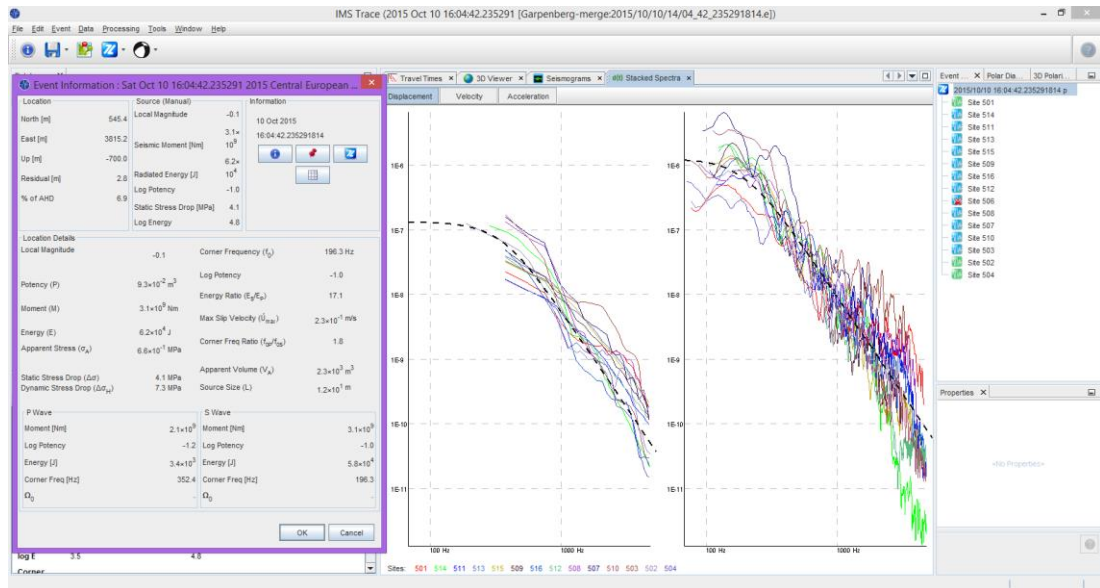 IMS Trace (2015 Oct 10 16:04:42.235291 [Garpenberg-merge:2015/10/10/14/04_42_235291814.e])
File Edit Event Data Processing Tools Window Help
Event Information : Sat Oct 10 16:04:42.235291 2015 Central European ...
Location
North [m] 545.4
East [m] 3815.2
Up [m] -700.0
Residual [m] 2.8
% of AHD 6.9
Source (Manual)
Local Magnitude -0.1
Seismic Moment [Nm] 3.1× 10⁹
Radiated Energy [J] 6.2× 10⁴
Log Potency -1.0
Static Stress Drop [MPa] 4.1
Log Energy 4.8
Information
10 Oct 2015
16:04:42.235291814
Location Details
Local Magnitude -0.1
Potency (P) 9.3×10⁻² m³
Moment (M) 3.1×10⁹ Nm
Energy (E) 6.2×10⁴ J
Apparent Stress (σA) 6.6×10⁻¹ MPa
Static Stress Drop (Δσ) 4.1 MPa
Dynamic Stress Drop (ΔσH) 7.3 MPa
Corner Frequency (f0) 196.3 Hz
Log Potency -1.0
Energy Ratio (ES/EP) 17.1
Max Slip Velocity (U̇max) 2.3×10⁻¹ m/s
Corner Freq Ratio (f0P/f0S) 1.8
Apparent Volume (VA) 2.3×10³ m³
Source Size (L) 1.2×10¹ m
P Wave
Moment [Nm] 2.1×10⁹
Log Potency -1.2
Energy [J] 3.4×10³
Corner Freq [Hz] 352.4
Ω0 -
S Wave
Moment [Nm] 3.1×10⁹
Log Potency -1.0
Energy [J] 5.8×10⁴
Corner Freq [Hz] 196.3
Ω0 -
OK Cancel
log E 3.5 4.8
Corner
Travel Times 3D Viewer Seismograms Stacked Spectra
Displacement Velocity Acceleration
1E-6
1E-7
1E-8
1E-9
1E-10
1E-11
100 Hz 1000 Hz
1E-6
1E-7
1E-8
1E-9
1E-10
1E-11
100 Hz 1000 Hz
Sites: 501 514 511 513 515 509 516 512 508 507 510 503 502 504
Event ... Polar Dia... 3D Polari...
2015/10/10 16:04:42.235291814 p
Site 501
Site 514
Site 511
Site 513
Site 515
Site 509
Site 516
Site 512
Site 506
Site 508
Site 507
Site 510
Site 503
Site 502
Site 504
Properties
<No Properties>